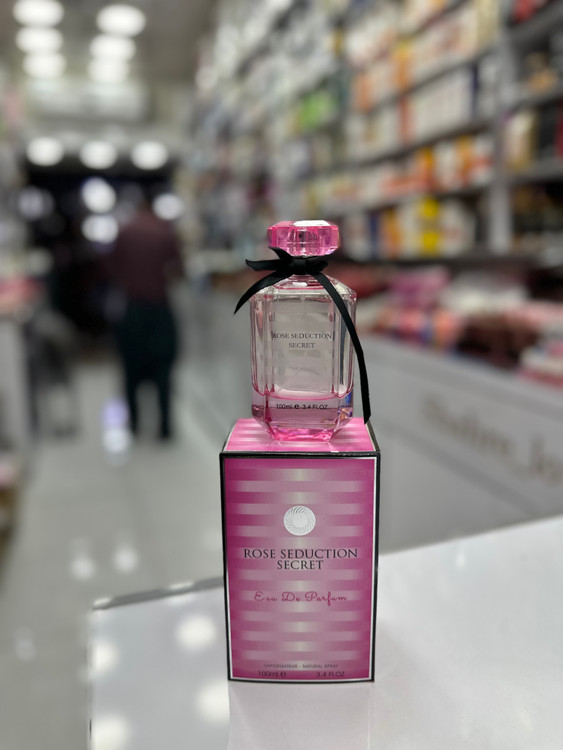 ROSE SEDUCTION
SECRET
100ml e 3.4 FL.OZ
ROSE SEDUCTION
SECRET
Eau De Parfum
VAPORISATEUR - NATURAL SPRAY
100ml e 3.4 FL.OZ